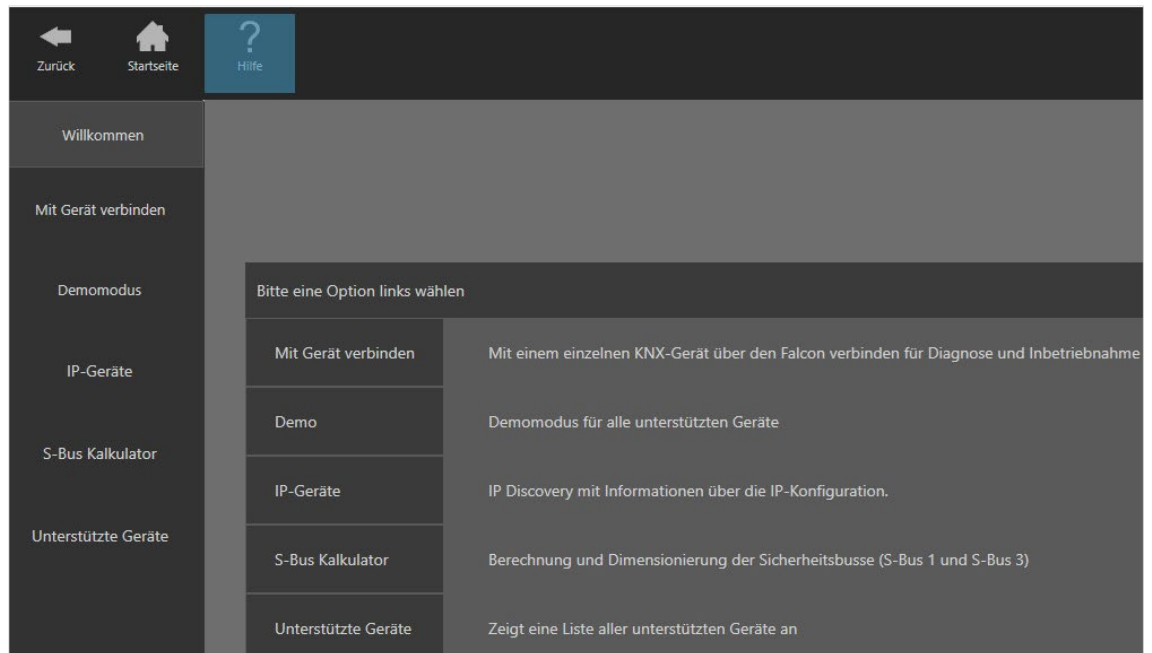 Zurück
Startseite
?
Hilfe
Willkommen
Mit Gerät verbinden
Demomodus
IP-Geräte
S-Bus Kalkulator
Unterstützte Geräte
Bitte eine Option links wählen
Mit Gerät verbinden Mit einem einzelnen KNX-Gerät über den Falcon verbinden für Diagnose und Inbetriebnahme
Demo Demomodus für alle unterstützten Geräte
IP-Geräte IP Discovery mit Informationen über die IP-Konfiguration.
S-Bus Kalkulator Berechnung und Dimensionierung der Sicherheitsbusse (S-Bus 1 und S-Bus 3)
Unterstützte Geräte Zeigt eine Liste aller unterstützten Geräte an